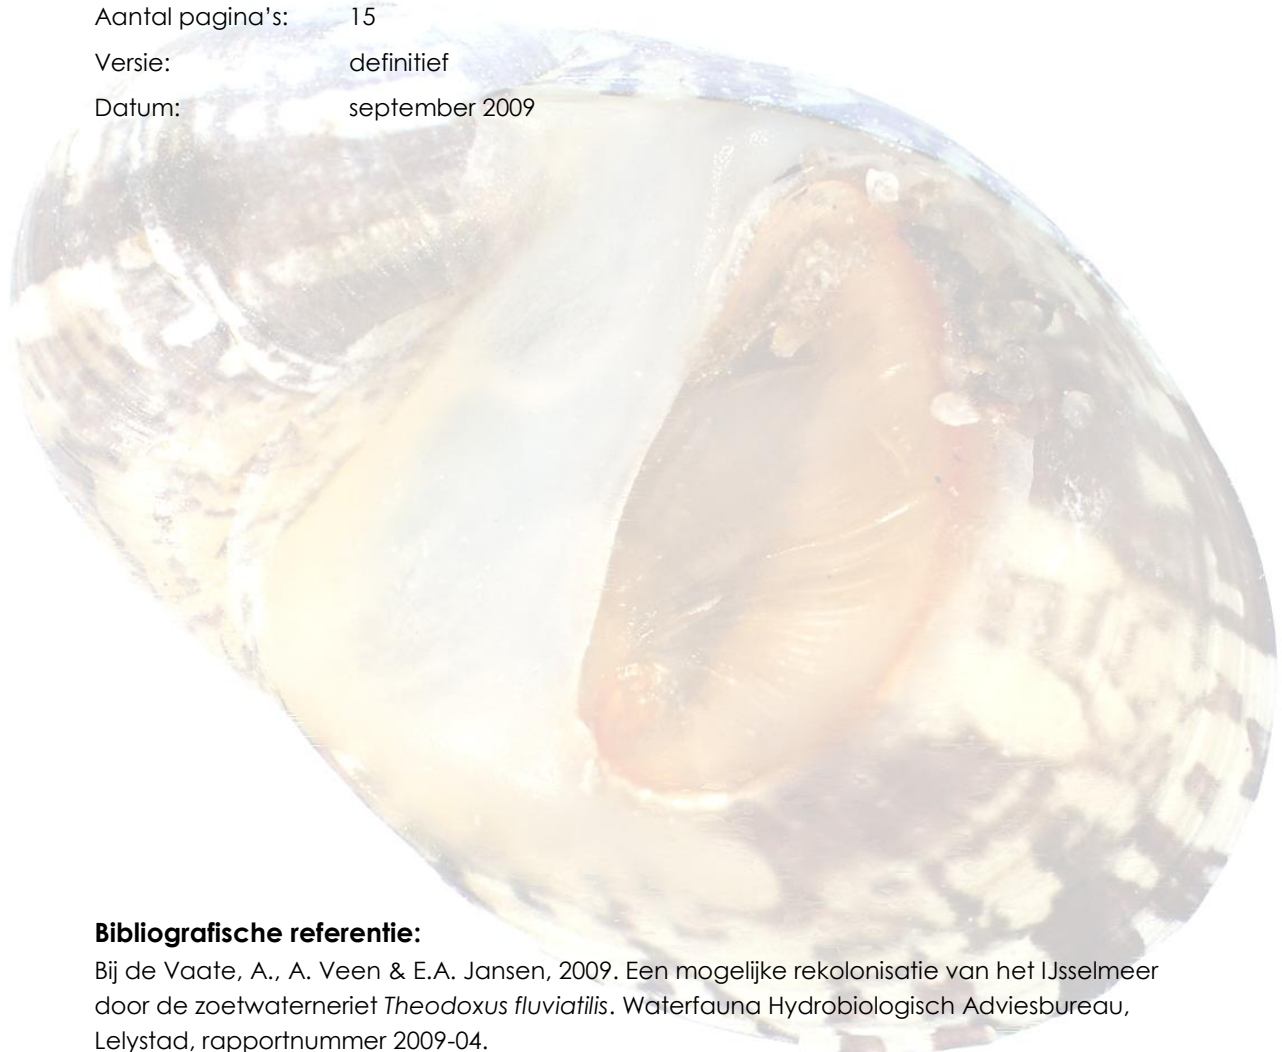 Aantal pagina's: 15
Versie: definitief
Datum: september 2009
Bibliografische referentie:
Bij de Vaate, A., A. Veen & E.A. Jansen, 2009. Een mogelijke rekolonisatie van het IJsselmeer
door de zoetwaterneriet Theodoxus fluviatilis. Waterfauna Hydrobiologisch Adviesbureau,
Lelystad, rapportnummer 2009-04.